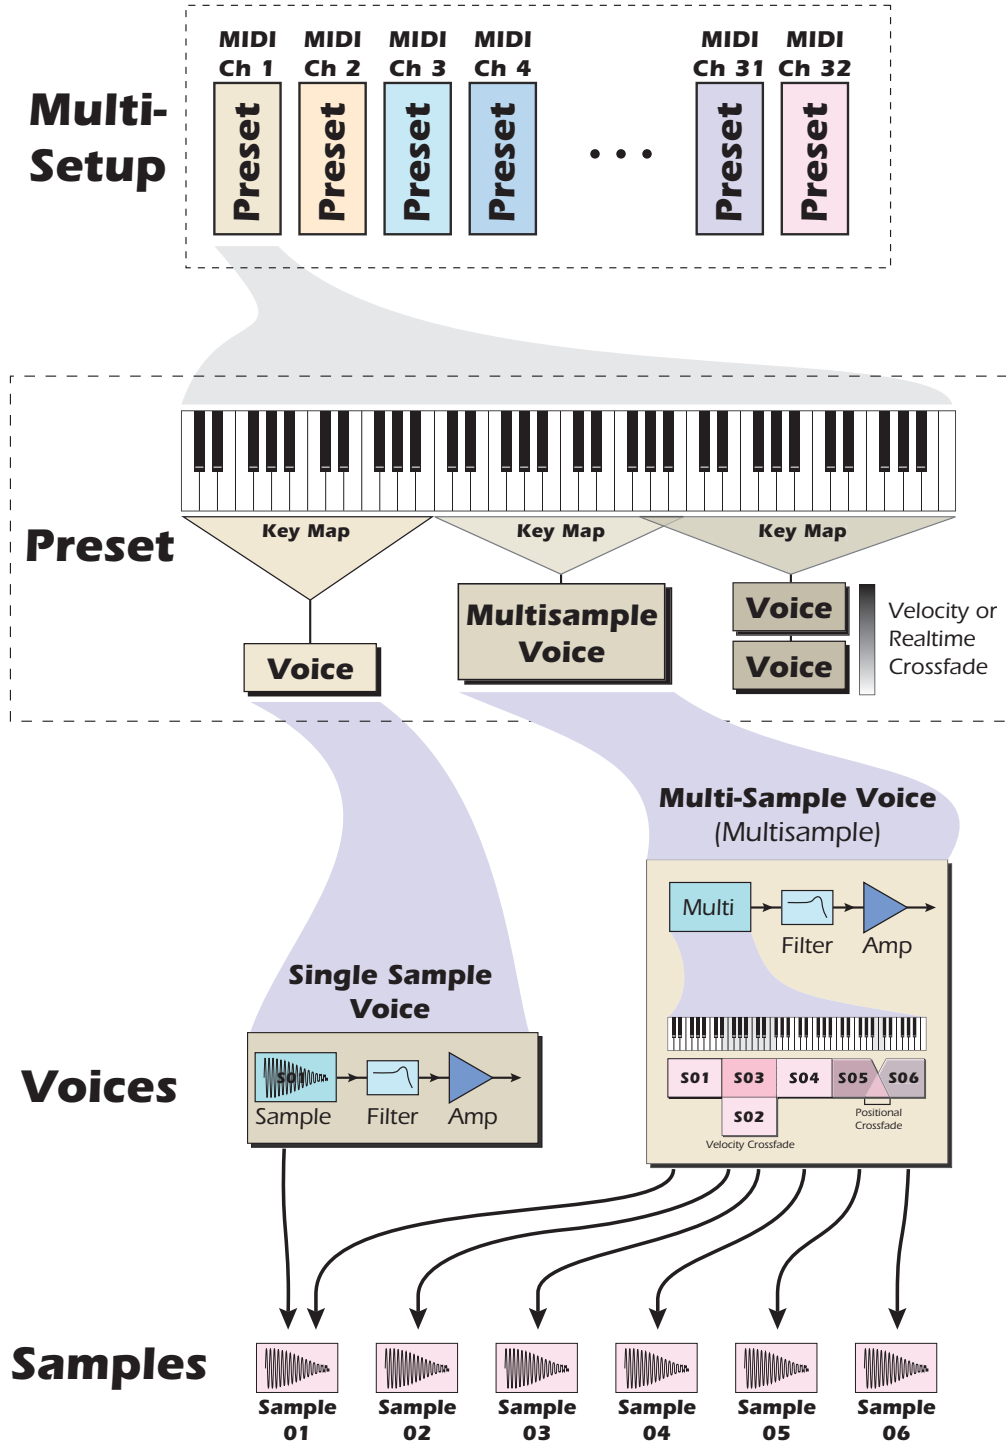 Multi-
Setup
MIDI
Ch 1
MIDI
Ch 2
MIDI
Ch 3
MIDI
Ch 4
MIDI
Ch 31
MIDI
Ch 32
Preset
Preset
Preset
Preset
• • •
Preset
Preset
Preset
Key Map
Key Map
Key Map
Voice
Multisample
Voice
Voice
Voice
Velocity or
Realtime
Crossfade
Multi-Sample Voice
(Multisample)
Multi
Filter
Amp
Single Sample
Voice
Voices
S01
Sample
Filter
Amp
S01
S03
S04
S05
S06
S02
Positional
Crossfade
Velocity Crossfade
Samples
Sample
01
Sample
02
Sample
03
Sample
04
Sample
05
Sample
06